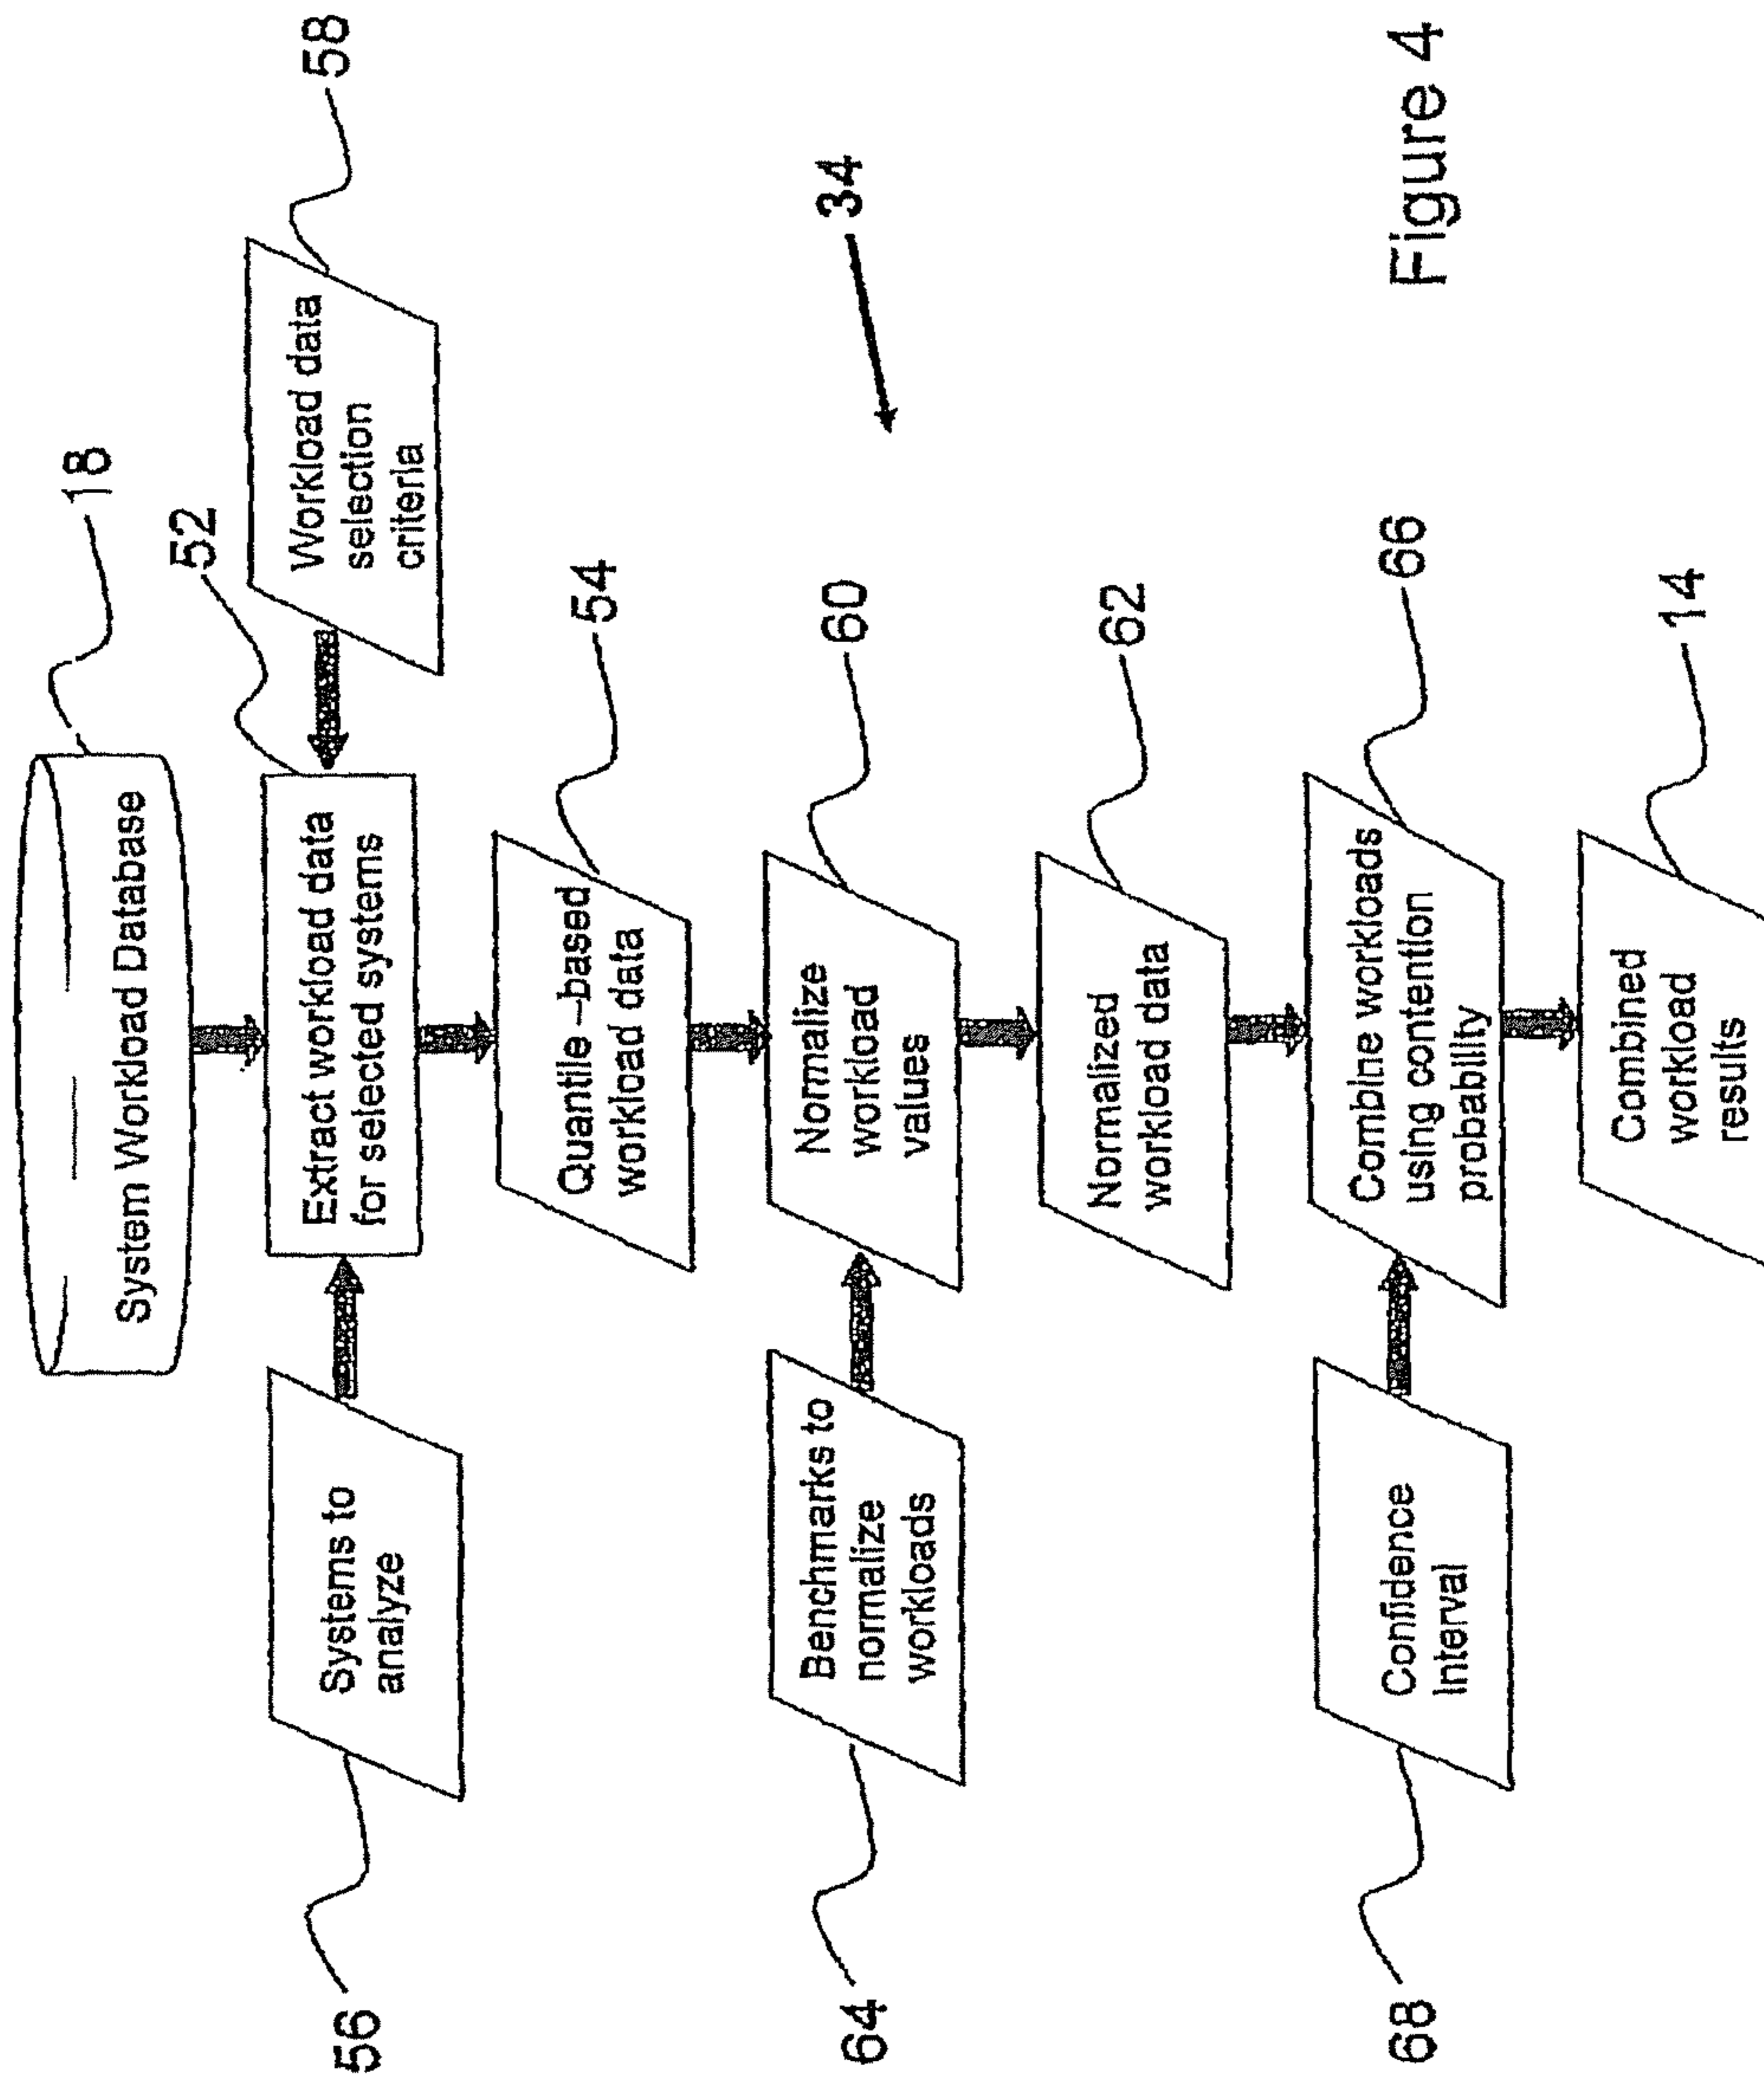 18
System Workload Database
52
58
56
Systems to
analyze
Extract workload data
for selected systems
Workload data
selection
criteria
54
Quantile –based
workload data
34
60
64
Benchmarks to
normalize
workloads
Normalize
workload
values
62
Normalized
workload data
66
68
Confidence
Interval
Combine workloads
using contention
probability
14
Combined
workload
results
Figure 4